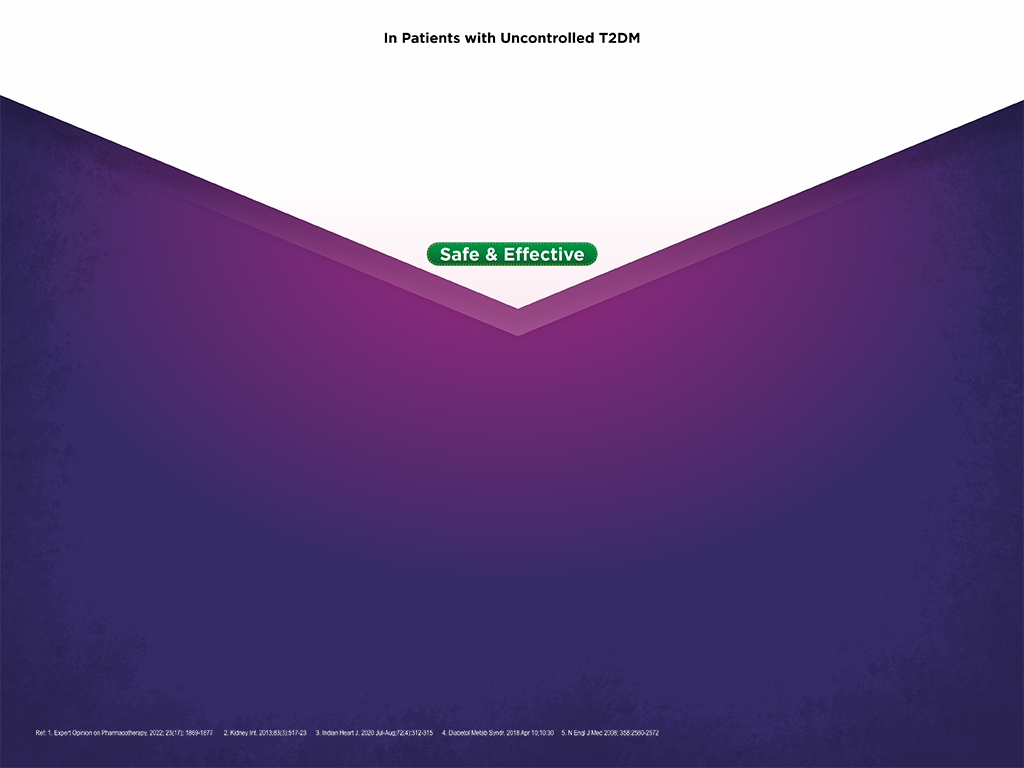 In Patients with Uncontrolled T2DM
Safe & Effective
Ref: 1. Expert Opinion on Pharmacotherapy, 2022; 23(17); 1869-1877 2. Kidney Int. 2013;83(3):517-23 3. Indian Heart J. 2020 Jul-Aug;72(4):312-315 4. Diabetol Metab Syndr. 2018 Apr 10;10:30 5. N Engl J Med 2008; 358:2560-2572